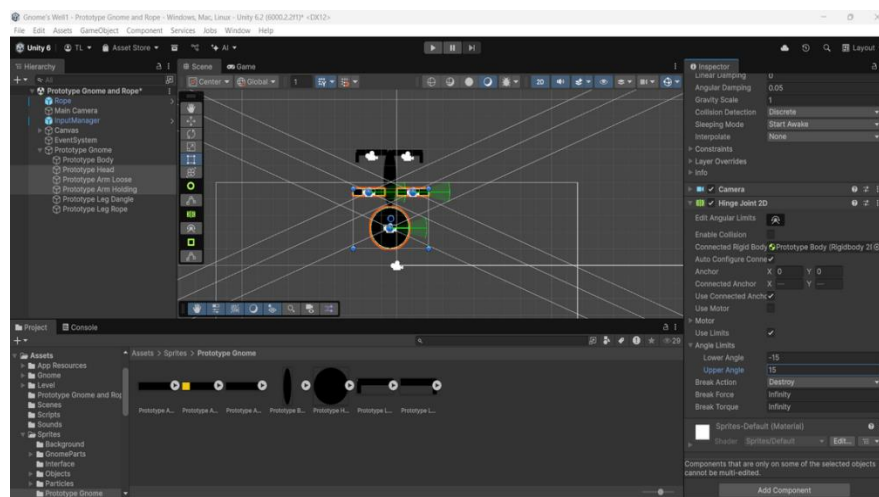 Gnome's Well1 - Prototype Gnome and Rope - Windows, Mac, Linux - Unity 6.2 (6000.2.2f1)* <DX12>
File Edit Assets GameObject Component Services Jobs Window Help
Unity 6 TL Asset Store AI Layout
Hierarchy
All
Prototype Gnome and Rope*
Rope
Main Camera
InputManager
Canvas
EventSystem
Prototype Gnome
Prototype Body
Prototype Head
Prototype Arm Loose
Prototype Arm Holding
Prototype Leg Dangle
Prototype Leg Rope
Scene Game
Center Global 1 2D
Inspector
Linear Damping 0
Angular Damping 0.05
Gravity Scale 1
Collision Detection Discrete
Sleeping Mode Start Awake
Interpolate None
Constraints
Layer Overrides
Info
Camera
Hinge Joint 2D
Edit Angular Limits
Enable Collision
Connected Rigid Body Prototype Body (Rigidbody 2
Auto Configure Conne
Anchor X 0 Y 0
Connected Anchor X — Y —
Use Connected Ancho
Use Motor
Motor
Use Limits
Angle Limits
Lower Angle -15
Upper Angle 15
Break Action Destroy
Break Force Infinity
Break Torque Infinity
Sprites-Default (Material)
Shader Sprites/Default Edit...
Components that are only on some of the selected objects
cannot be multi-edited.
Add Component
Project Console
29
Assets
App Resources
Gnome
Level
Prototype Gnome and Rop
Scenes
Scripts
Sounds
Sprites
Background
GnomeParts
Interface
Objects
Particles
Prototype Gnome
Assets > Sprites > Prototype Gnome
Prototype A... Prototype A... Prototype A... Prototype B... Prototype H... Prototype L... Prototype L...